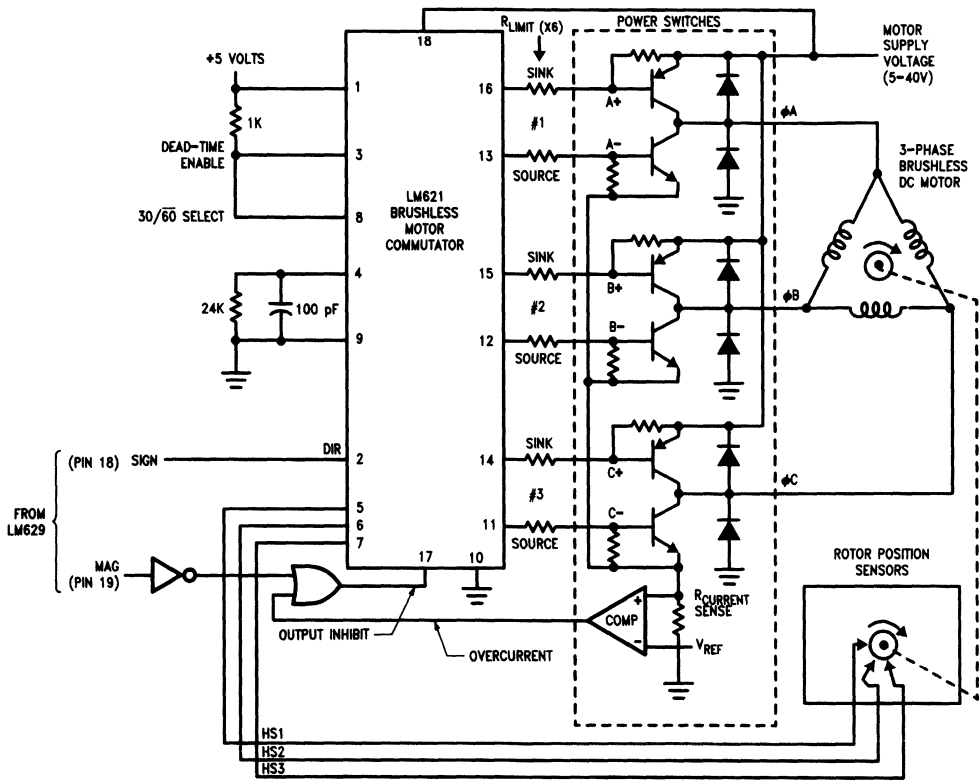 R LIMIT (X6)
POWER SWITCHES
18
MOTOR
SUPPLY
VOLTAGE
(5-40V)
+5 VOLTS
1
16
SINK
A+
1K
#1
ϕA
DEAD-TIME
ENABLE
3
13
SOURCE
A-
3-PHASE
BRUSHLESS
DC MOTOR
30/60 SELECT
8
LM621
BRUSHLESS
MOTOR
COMMUTATOR
4
15
SINK
B+
24K
100 pF
#2
ϕB
9
12
SOURCE
B-
(PIN 18) SIGN
DIR
2
14
SINK
C+
ϕC
FROM
LM629
5
6
7
#3
11
SOURCE
C-
MAG
(PIN 19)
17
10
ROTOR POSITION
SENSORS
R CURRENT
SENSE
+
COMP
-
VREF
OUTPUT INHIBIT
OVERCURRENT
HS1
HS2
HS3